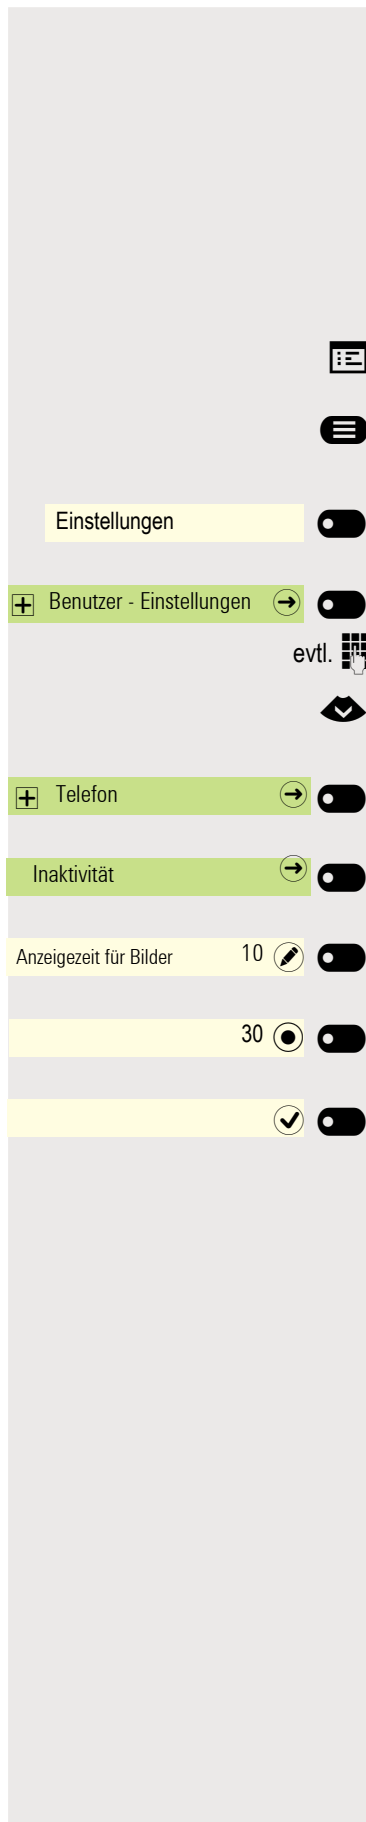 Einstellungen
Benutzer - Einstellungen
evtl.
Telefon
Inaktivität
Anzeigezeit für Bilder 10
30